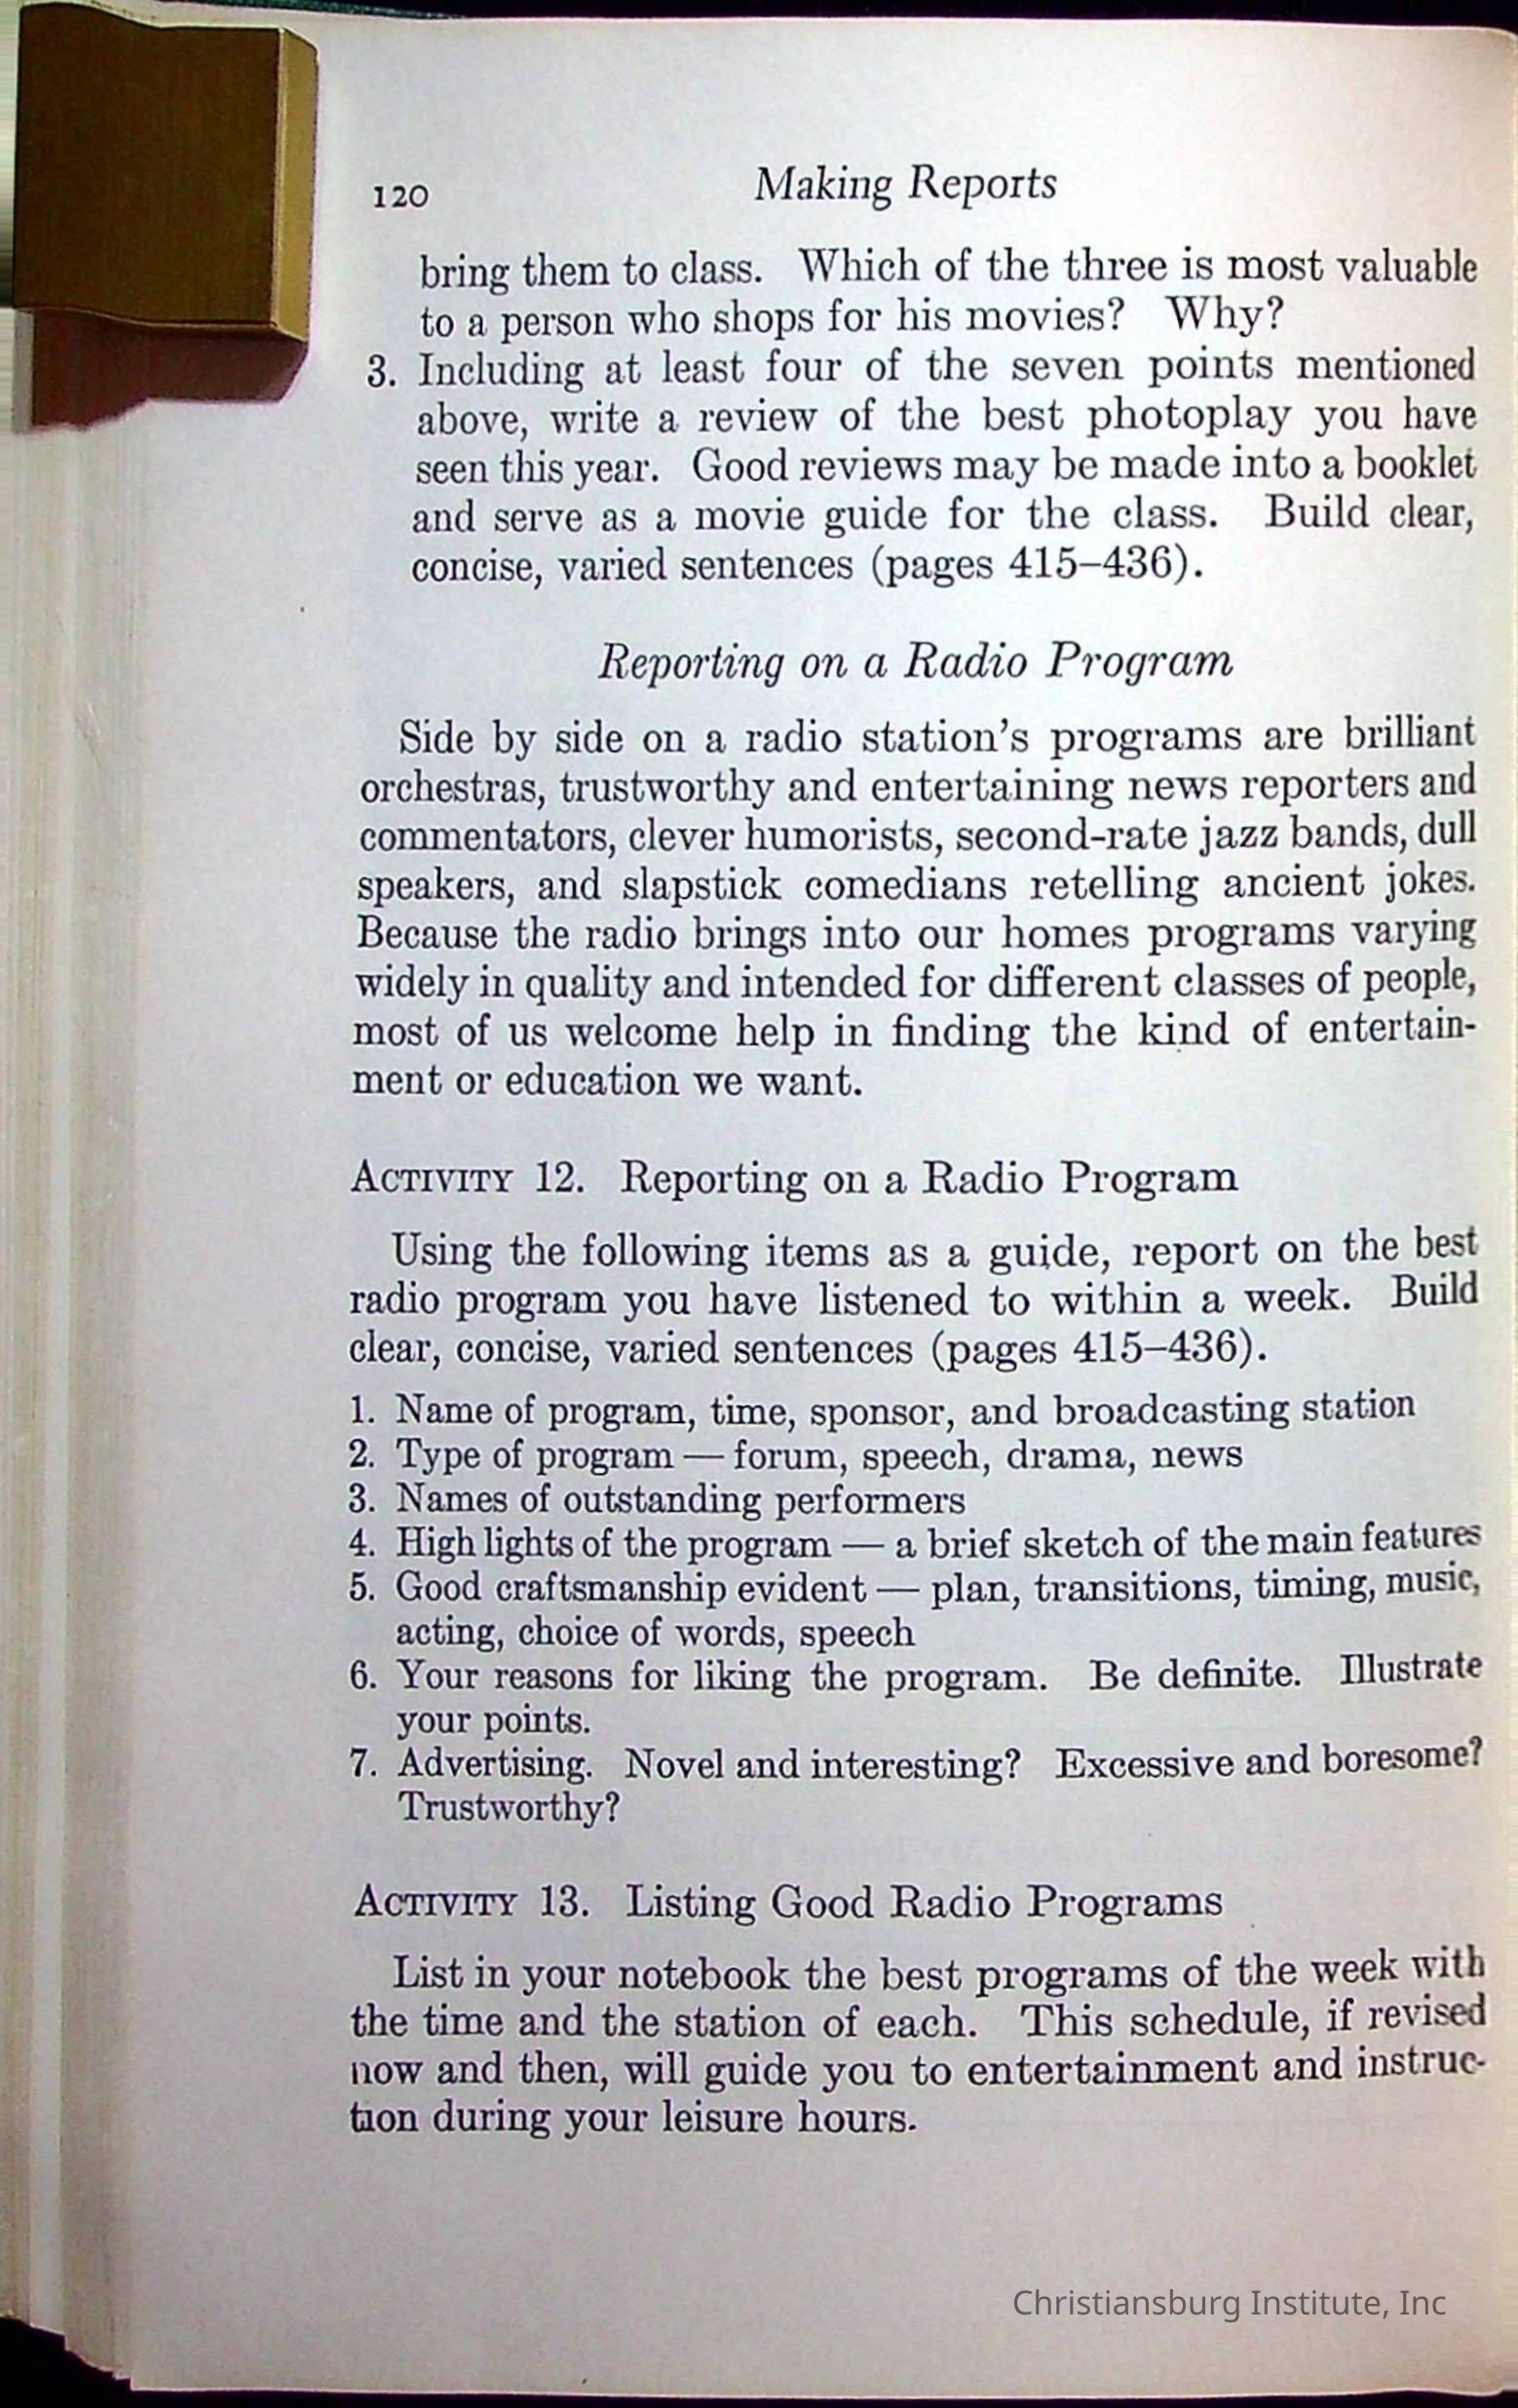 120
Making Reports
bring them to class. Which of the three is most valuable
to a person who shops for his movies? Why?
3. Including at least four of the seven points mentioned
above, write a review of the best photoplay you have
seen this year. Good reviews may be made into a booklet
and serve as a movie guide for the class. Build clear,
concise, varied sentences (pages 415–436).
Reporting on a Radio Program
Side by side on a radio station's programs are brilliant
orchestras, trustworthy and entertaining news reporters and
commentators, clever humorists, second-rate jazz bands, dull
speakers, and slapstick comedians retelling ancient jokes.
Because the radio brings into our homes programs varying
widely in quality and intended for different classes of people,
most of us welcome help in finding the kind of entertain-
ment or education we want.
ACTIVITY 12. Reporting on a Radio Program
Using the following items as a guide, report on the best
radio program you have listened to within a week. Build
clear, concise, varied sentences (pages 415–436).
1. Name of program, time, sponsor, and broadcasting station
2. Type of program — forum, speech, drama, news
3. Names of outstanding performers
4. High lights of the program — a brief sketch of the main features
5. Good craftsmanship evident — plan, transitions, timing, music,
acting, choice of words, speech
6. Your reasons for liking the program. Be definite. Illustrate
your points.
7. Advertising. Novel and interesting? Excessive and boresome?
Trustworthy?
ACTIVITY 13. Listing Good Radio Programs
List in your notebook the best programs of the week with
the time and the station of each. This schedule, if revised
now and then, will guide you to entertainment and instruc-
tion during your leisure hours.
Christiansburg Institute, Inc